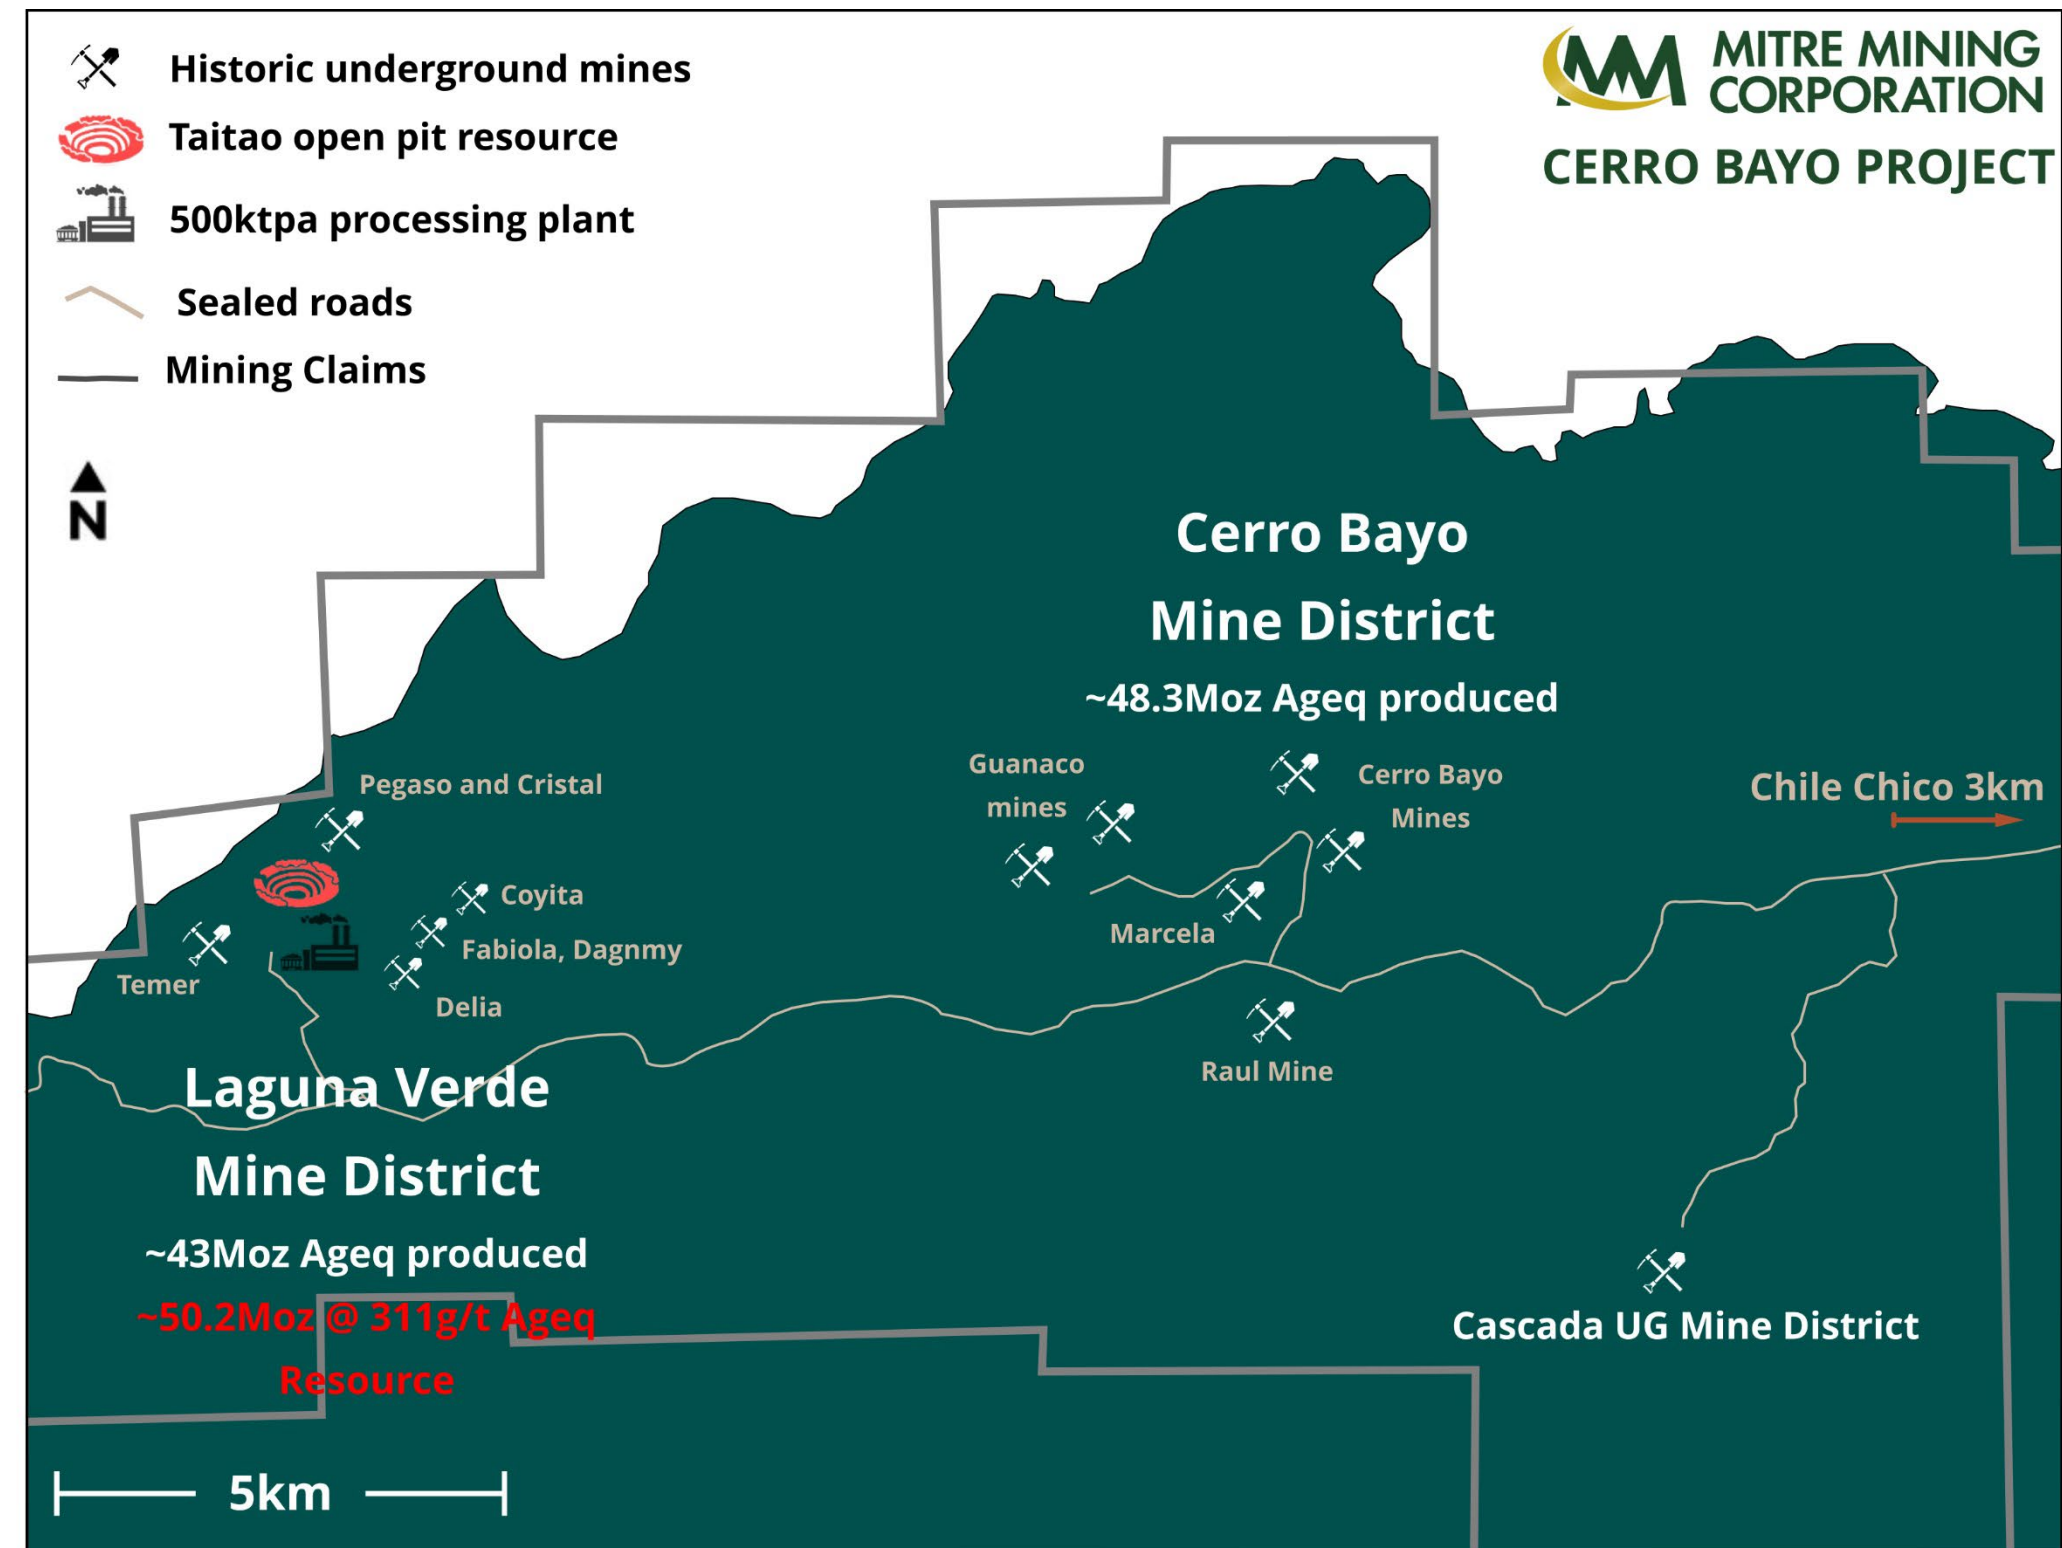 Historic underground mines
Taitao open pit resource
500ktpa processing plant
Sealed roads
Mining Claims
N
MITRE MINING
CORPORATION
CERRO BAYO PROJECT
Cerro Bayo
Mine District
~48.3Moz Ageq produced
Guanaco
mines
Cerro Bayo
Mines
Chile Chico 3km
Pegaso and Cristal
Coyita
Marcela
Fabiola, Dagnmy
Temer
Delia
Raul Mine
Laguna Verde
Mine District
~43Moz Ageq produced
~50.2Moz @ 311g/t Ageq
Resource
Cascada UG Mine District
5km